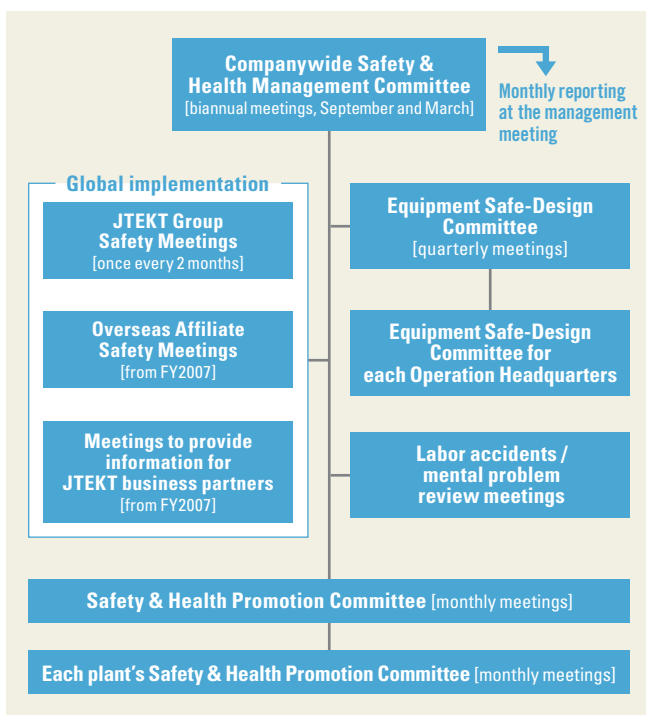 Companywide Safety &
Health Management Committee
[biannual meetings, September and March]
Monthly reporting
at the management
meeting
Global implementation
JTEKT Group
Safety Meetings
[once every 2 months]
Overseas Affiliate
Safety Meetings
[from FY2007]
Meetings to provide
information for
JTEKT business partners
[from FY2007]
Equipment Safe-Design
Committee
[quarterly meetings]
Equipment Safe-Design
Committee for
each Operation Headquarters
Labor accidents /
mental problem
review meetings
Safety & Health Promotion Committee [monthly meetings]
Each plant's Safety & Health Promotion Committee [monthly meetings]